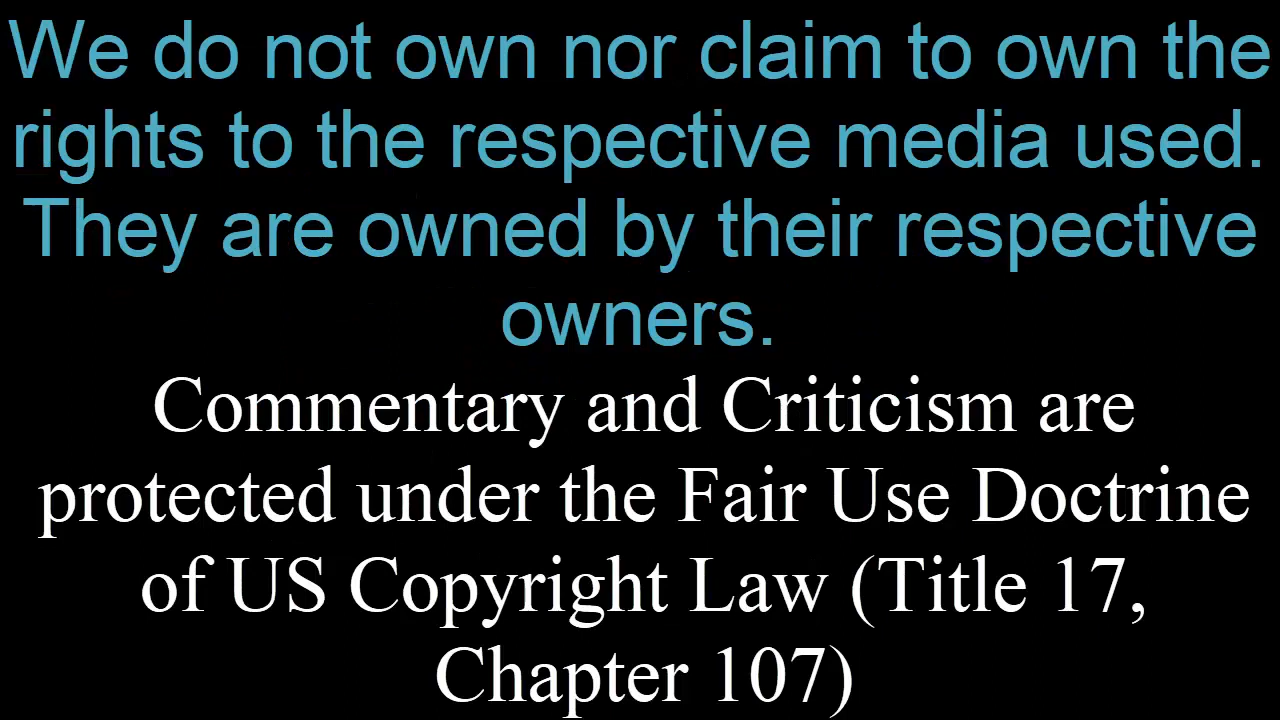 We do not own nor claim to own the
rights to the respective media used.
They are owned by their respective
owners.
Commentary and Criticism are
protected under the Fair Use Doctrine
of US Copyright Law (Title 17,
Chapter 107)